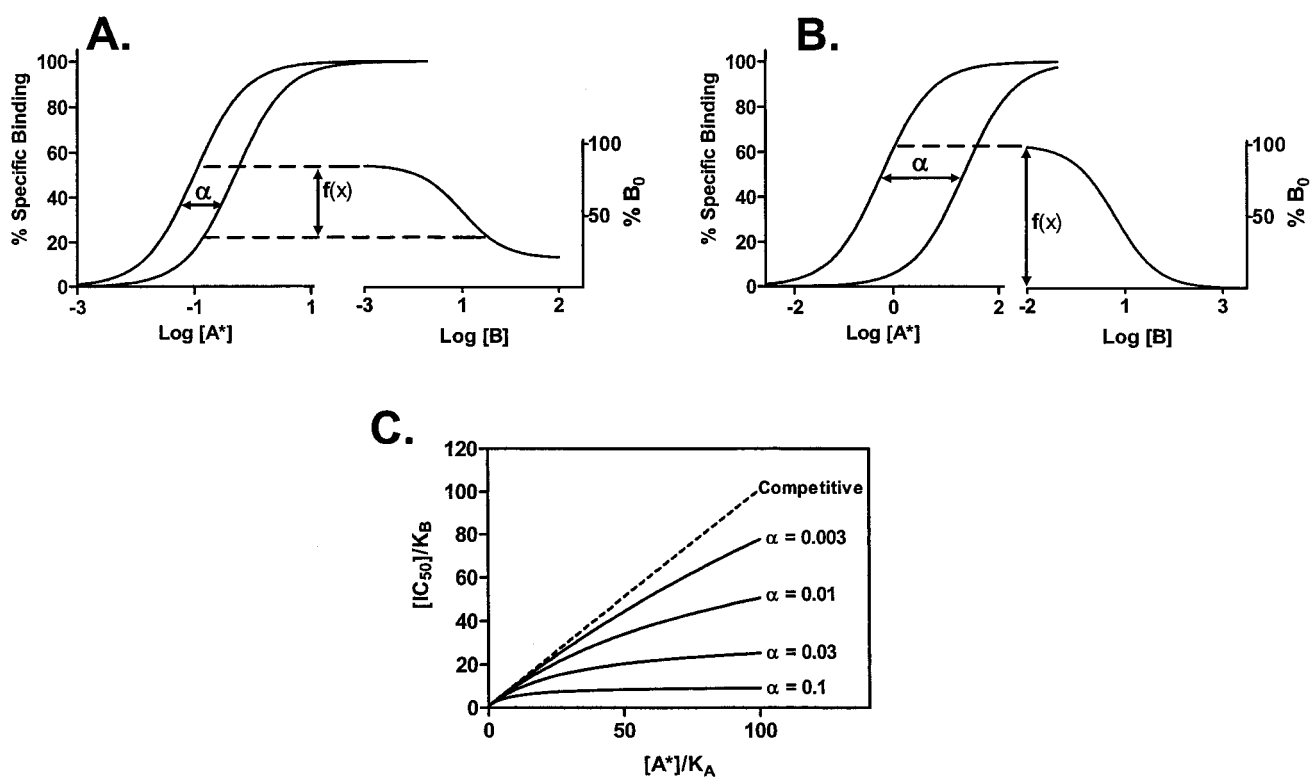 A.
% Specific Binding
100
80
60
40
20
0
α
f(x)
-3
-1
1
Log [A*]
100
50
% B₀
-3
1
2
Log [B]
B.
% Specific Binding
100
80
60
40
20
0
α
f(x)
-2
0
2
Log [A*]
100
50
0
% B₀
-2
1
3
Log [B]
C.
[IC₅₀]/K_B
120
100
80
60
40
20
0
Competitive
α = 0.003
α = 0.01
α = 0.03
α = 0.1
0
50
100
[A*]/K_A